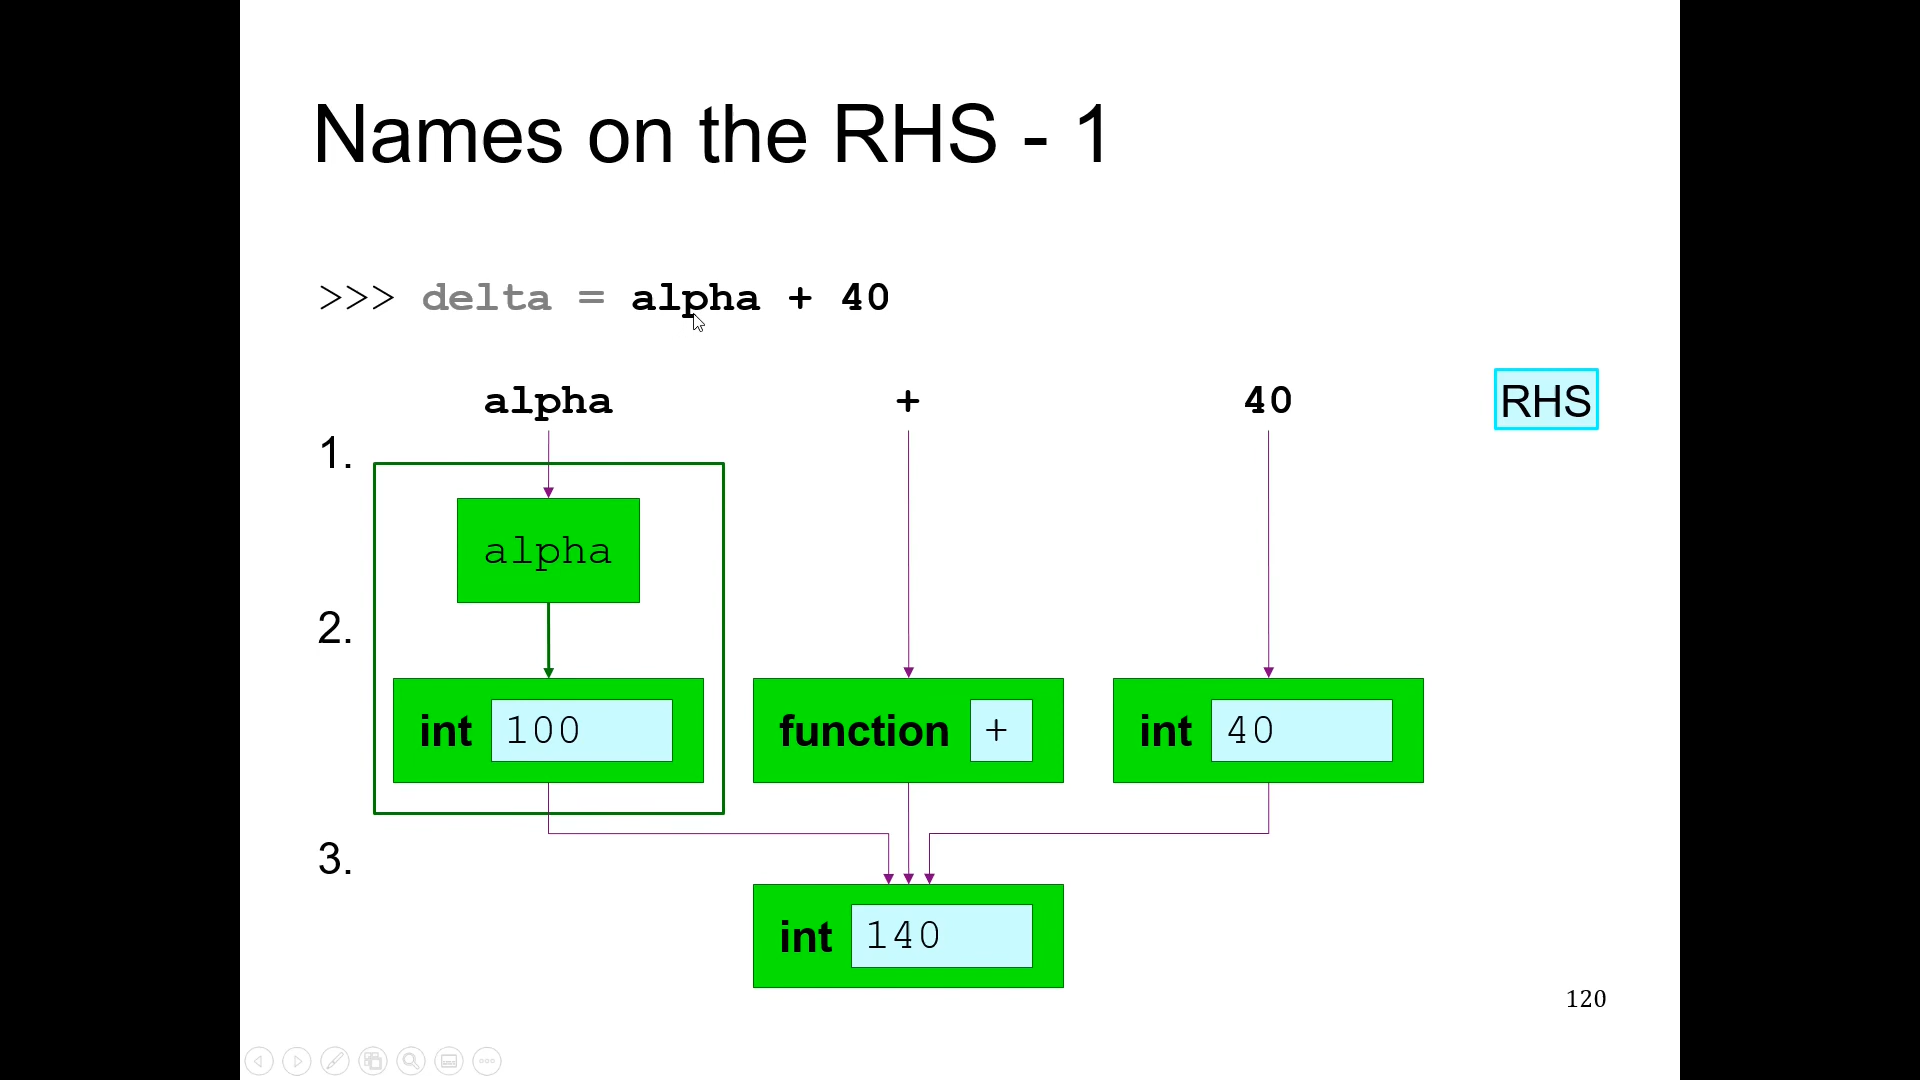 Names on the RHS - 1
>>> delta = alpha + 40
alpha + 40 RHS
1.
alpha
2.
int 100 function + int 40
3.
int 140
120